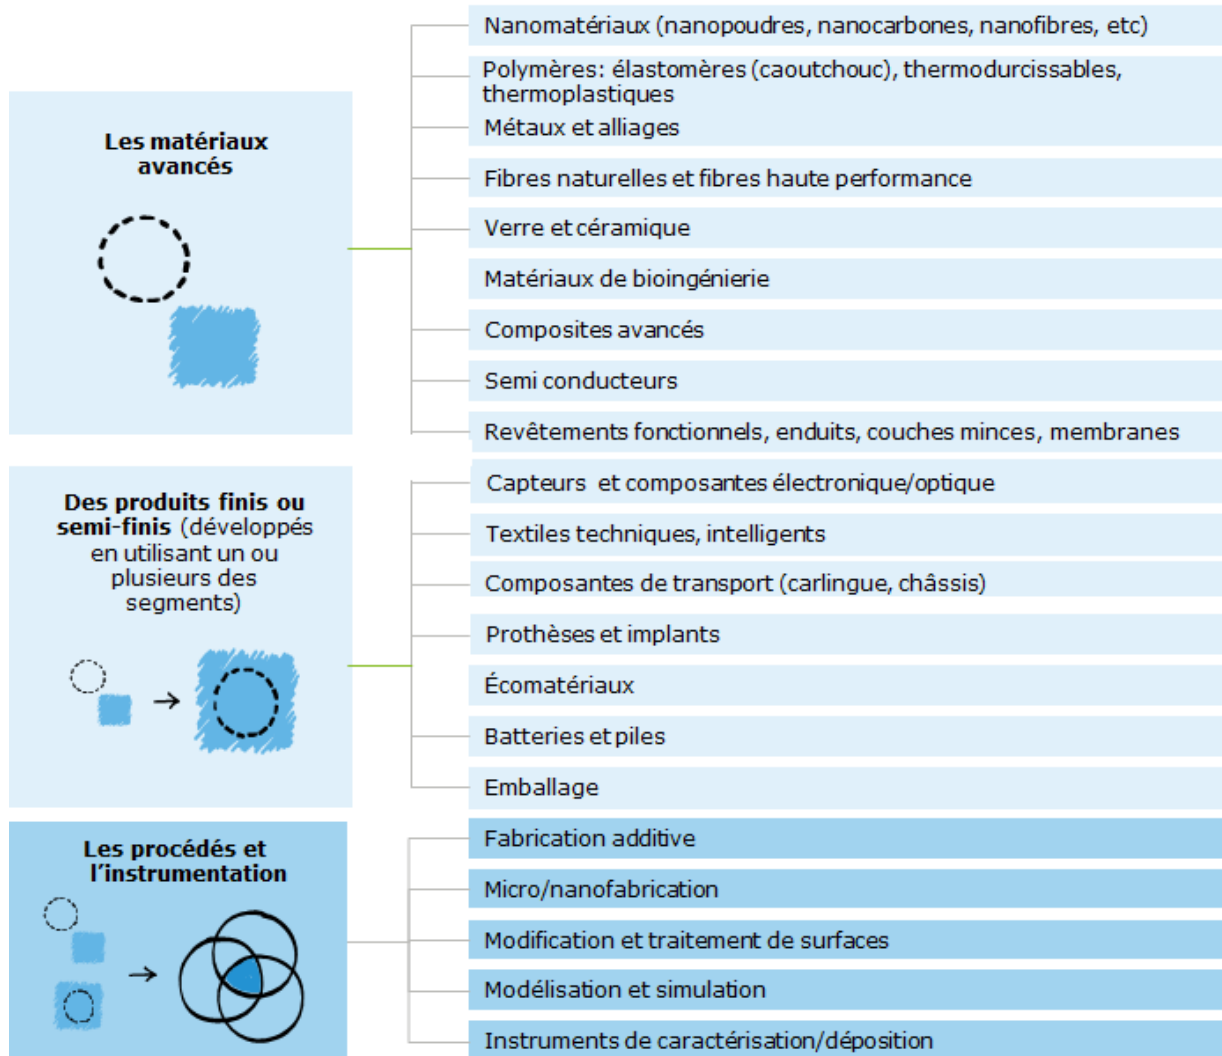 Les matériaux
avancés
Nanomatériaux (nanopoudres, nanocarbones, nanofibres, etc)
Polymères: élastomères (caoutchouc), thermodurcissables,
thermoplastiques
Métaux et alliages
Fibres naturelles et fibres haute performance
Verre et céramique
Matériaux de bioingénierie
Composites avancés
Semi conducteurs
Revêtements fonctionnels, enduits, couches minces, membranes
Des produits finis ou
semi-finis (développés
en utilisant un ou
plusieurs des
segments)
Capteurs et composantes électronique/optique
Textiles techniques, intelligents
Composantes de transport (carlingue, châssis)
Prothèses et implants
Écomatériaux
Batteries et piles
Emballage
Les procédés et
l'instrumentation
Fabrication additive
Micro/nanofabrication
Modification et traitement de surfaces
Modélisation et simulation
Instruments de caractérisation/déposition